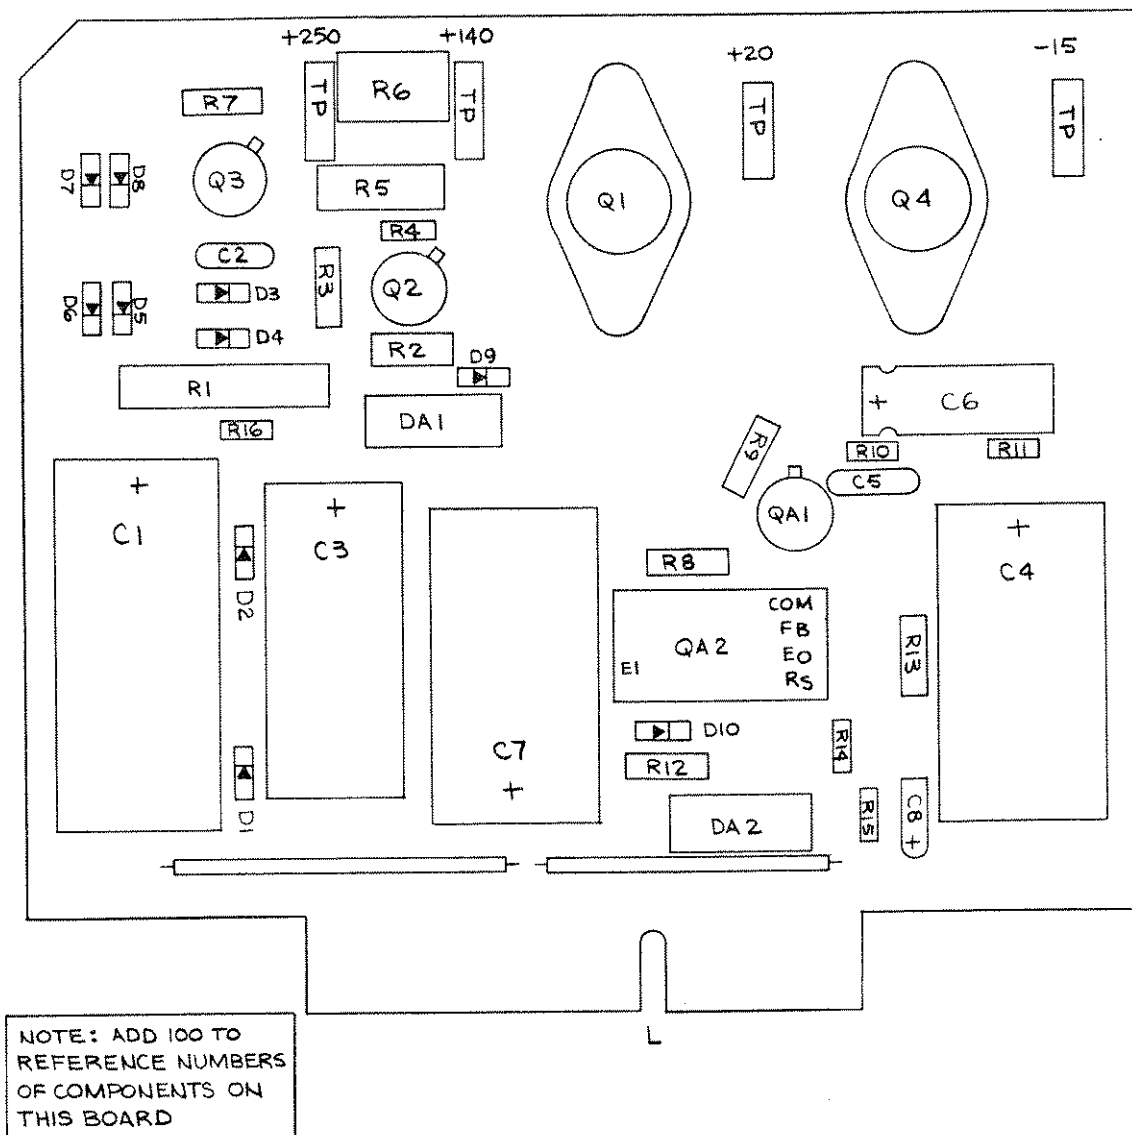 +250
+140
+20
-15
TP
R6
TP
TP
TP
R7
D7
D8
Q3
R5
Q1
Q4
R4
C2
R3
Q2
D6
D5
D3
D4
R2
D9
R1
DA1
+ C6
R16
R9
R10
R11
C5
+
C1
+
C3
QA1
+
C4
D2
R8
COM
FB
EO
RS
QA2
E1
R13
C7
+
D10
R14
R12
D1
DA2
R15
C8 +
L
NOTE: ADD 100 TO
REFERENCE NUMBERS
OF COMPONENTS ON
THIS BOARD